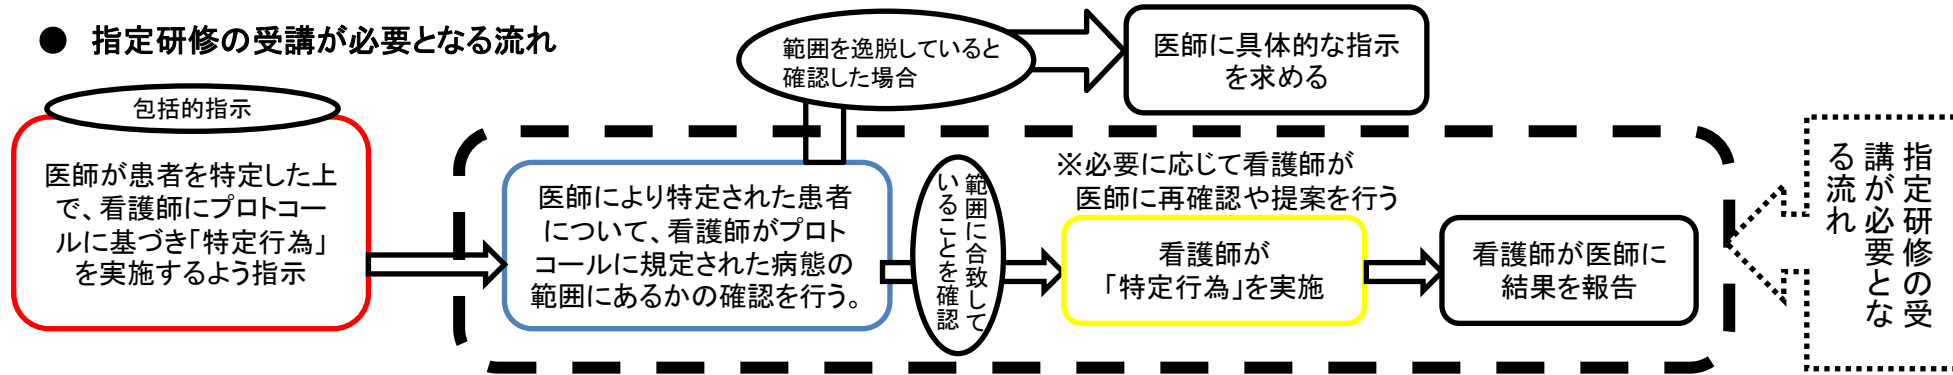 ● 指定研修の受講が必要となる流れ
包括的指示
医師が患者を特定した上
で、看護師にプロトコー
ルに基づき「特定行為」
を実施するよう指示
範囲を逸脱していると
確認した場合
医師に具体的な指示
を求める
医師により特定された患者
について、看護師がプロト
コールに規定された病態の
範囲にあるかの確認を行う。
範囲に合致して
いることを確認
※必要に応じて看護師が
医師に再確認や提案を行う
看護師が
「特定行為」を実施
看護師が医師に
結果を報告
指定研修の受
講が必要とな
る流れ